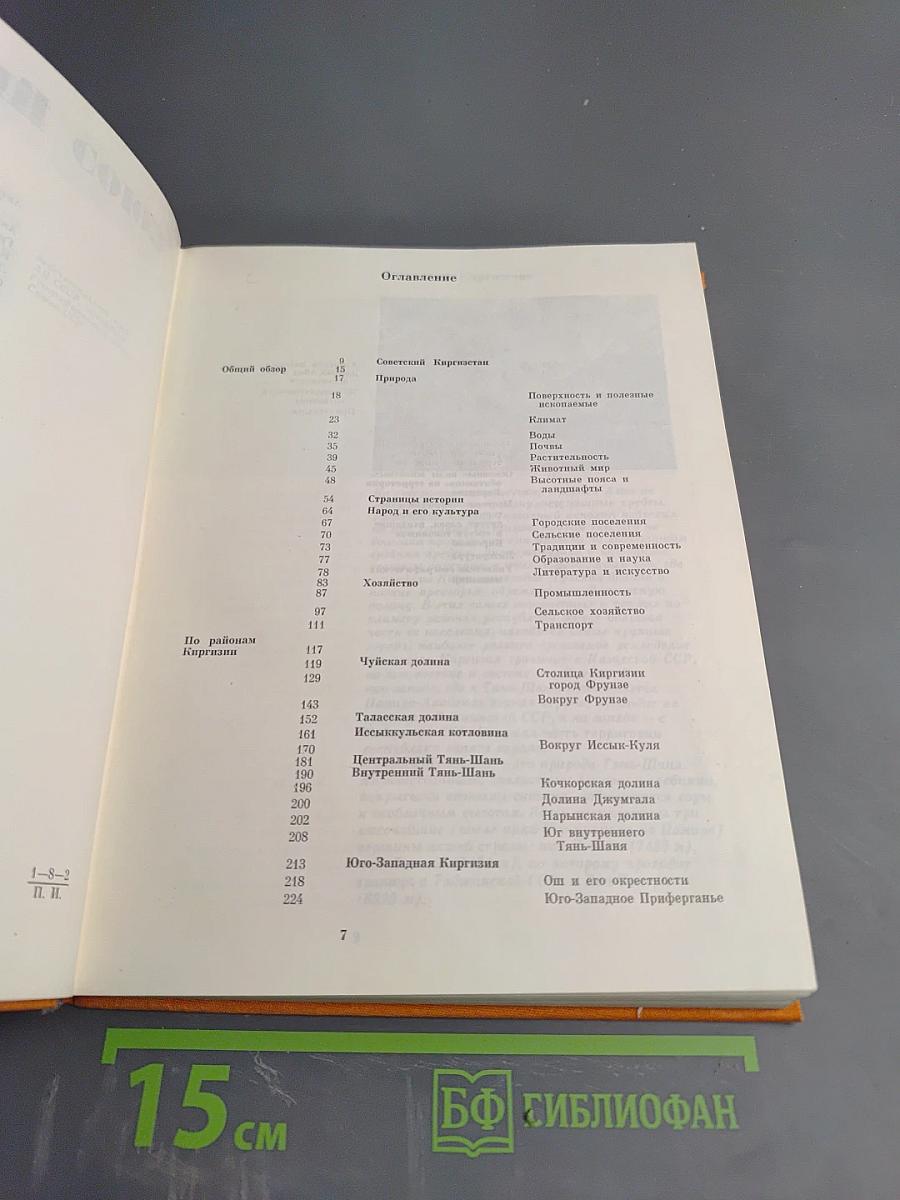 Оглавление
9 Советский Киргизстан
Общий обзор 15
17 Природа
18 Поверхность и полезные
ископаемые
23 Климат
32 Воды
35 Почвы
39 Растительность
45 Животный мир
48 Высотные пояса и
ландшафты
54 Страницы истории
64 Народ и его культура
67 Городские поселения
70 Сельские поселения
73 Традиции и современность
77 Образование и наука
78 Литература и искусство
83 Хозяйство
87 Промышленность
97 Сельское хозяйство
111 Транспорт
По районам
Киргизии 117
119 Чуйская долина
129 Столица Киргизии
город Фрунзе
143 Вокруг Фрунзе
152 Таласская долина
161 Иссыккульская котловина
170 Вокруг Иссык-Куля
181 Центральный Тянь-Шань
190 Внутренний Тянь-Шань
196 Кочкорская долина
200 Долина Джумгала
202 Нарынская долина
208 Юг внутреннего
Тянь-Шаня
213 Юго-Западная Киргизия
218 Ош и его окрестности
224 Юго-Западное Приферганье
7
1—8—2
П. И.
15 см
БФ БИБЛИОФАН